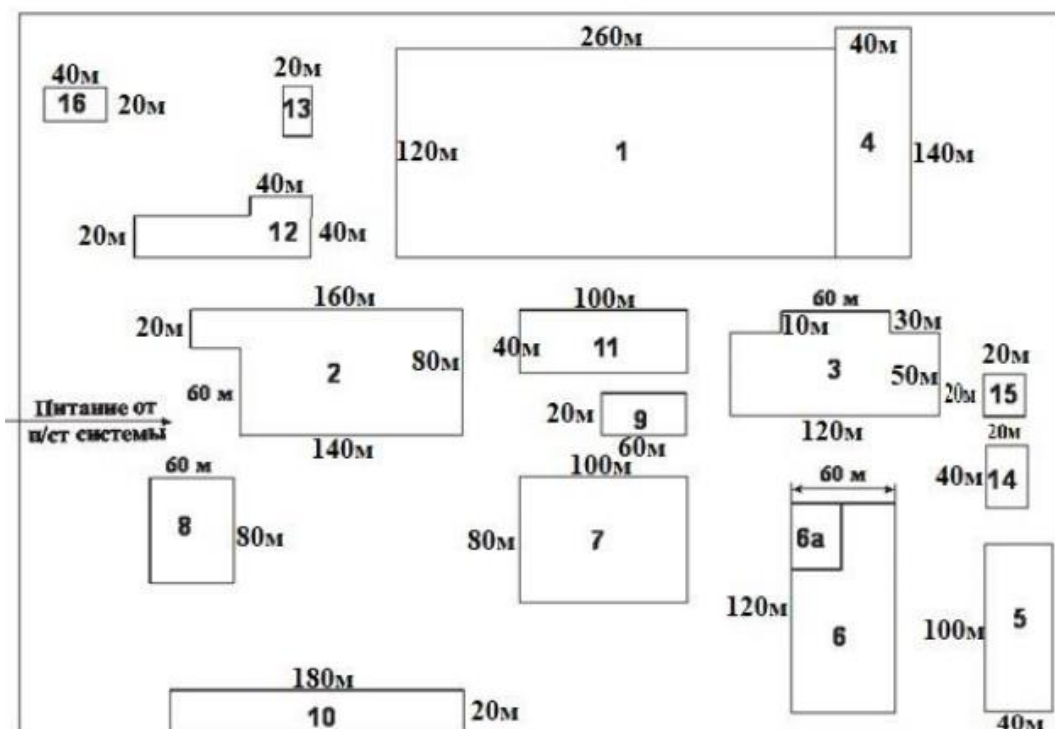 260м
40м
40м
16
20м
20м
13
120м
1
4
140м
40м
20м
12
40м
160м
100м
60 м
20м
2
80м
60 м
140м
40м
11
10м
30м
3
50м
120м
20м
20м
15
20м
9
60м
Питание от
п/ст системы
20м
40м
14
60 м
8
80м
100м
80м
7
60 м
6а
120м
6
100м
5
40м
180м
10
20м